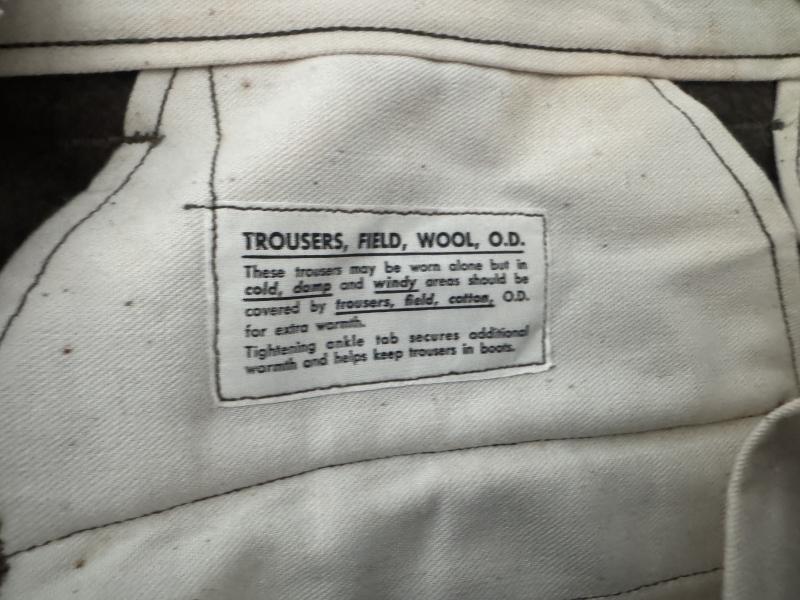 TROUSERS, FIELD, WOOL, O.D.
These trousers may be worn alone but in
cold, damp and windy areas should be
covered by trousers, field, cotton, O.D.
for extra warmth.
Tightening ankle tab secures additional
warmth and helps keep trousers in boots.